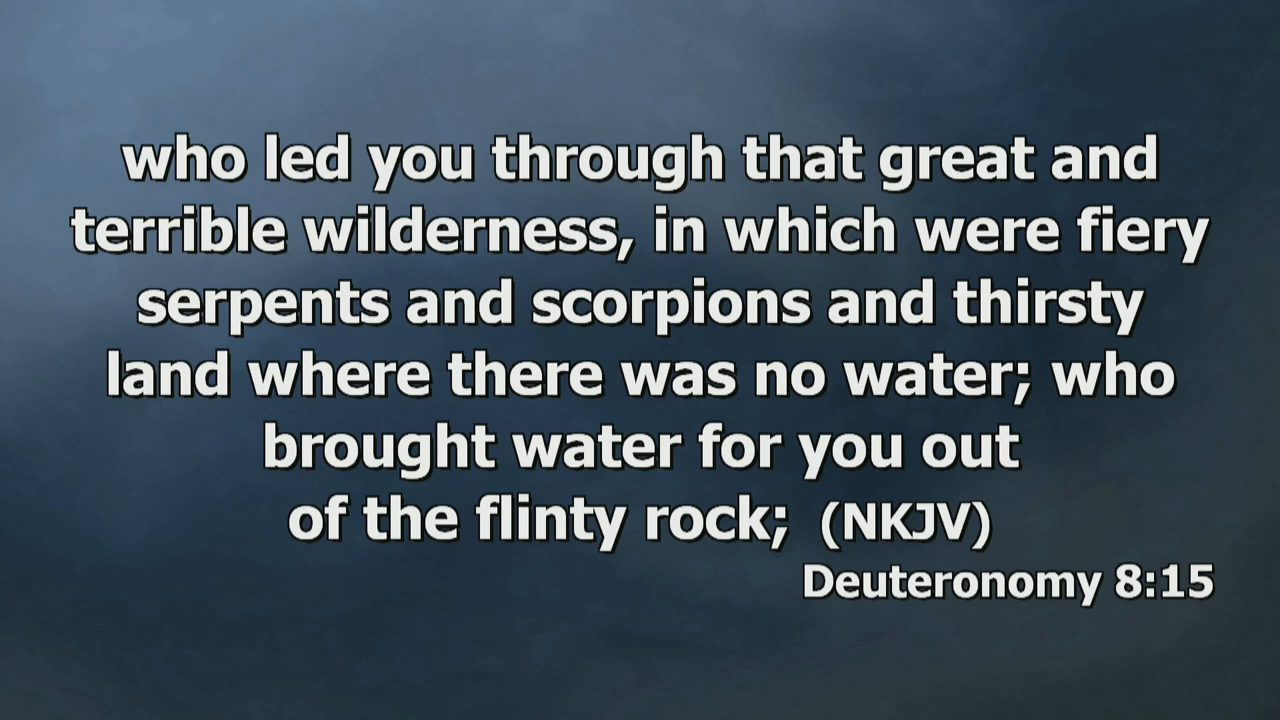 who led you through that great and
terrible wilderness, in which were fiery
serpents and scorpions and thirsty
land where there was no water; who
brought water for you out
of the flinty rock; (NKJV)
Deuteronomy 8:15